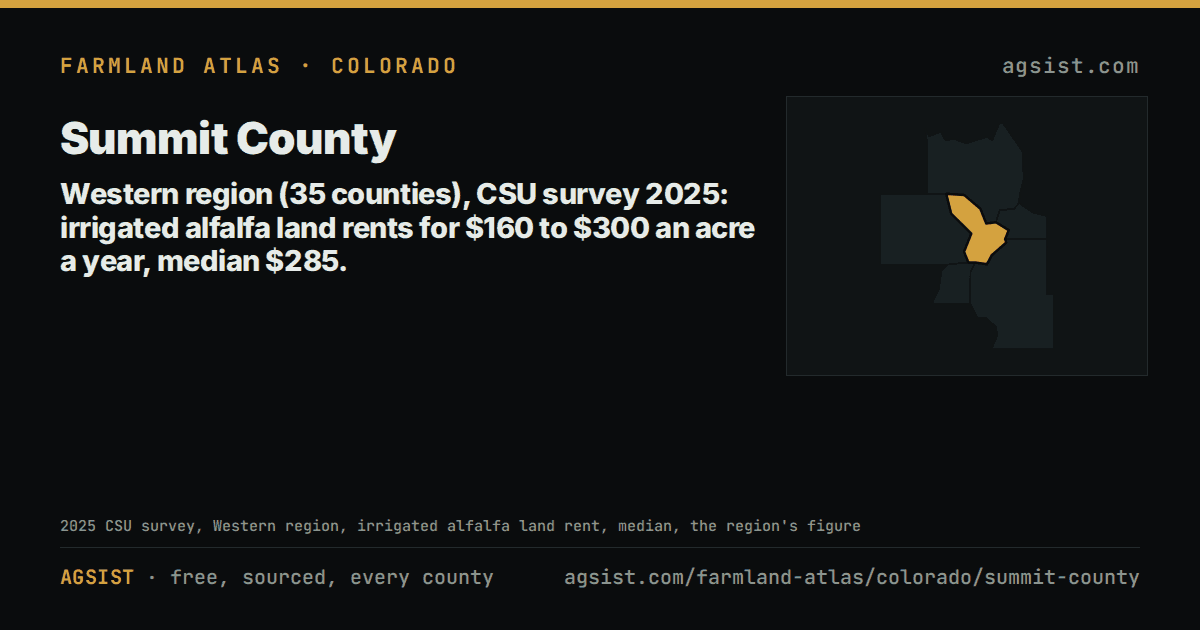 FARMLAND ATLAS · COLORADO
agsist.com
Summit County
Western region (35 counties), CSU survey 2025:
irrigated alfalfa land rents for $160 to $300 an acre
a year, median $285.
2025 CSU survey, Western region, irrigated alfalfa land rent, median, the region's figure
AGSIST · free, sourced, every county
agsist.com/farmland-atlas/colorado/summit-county